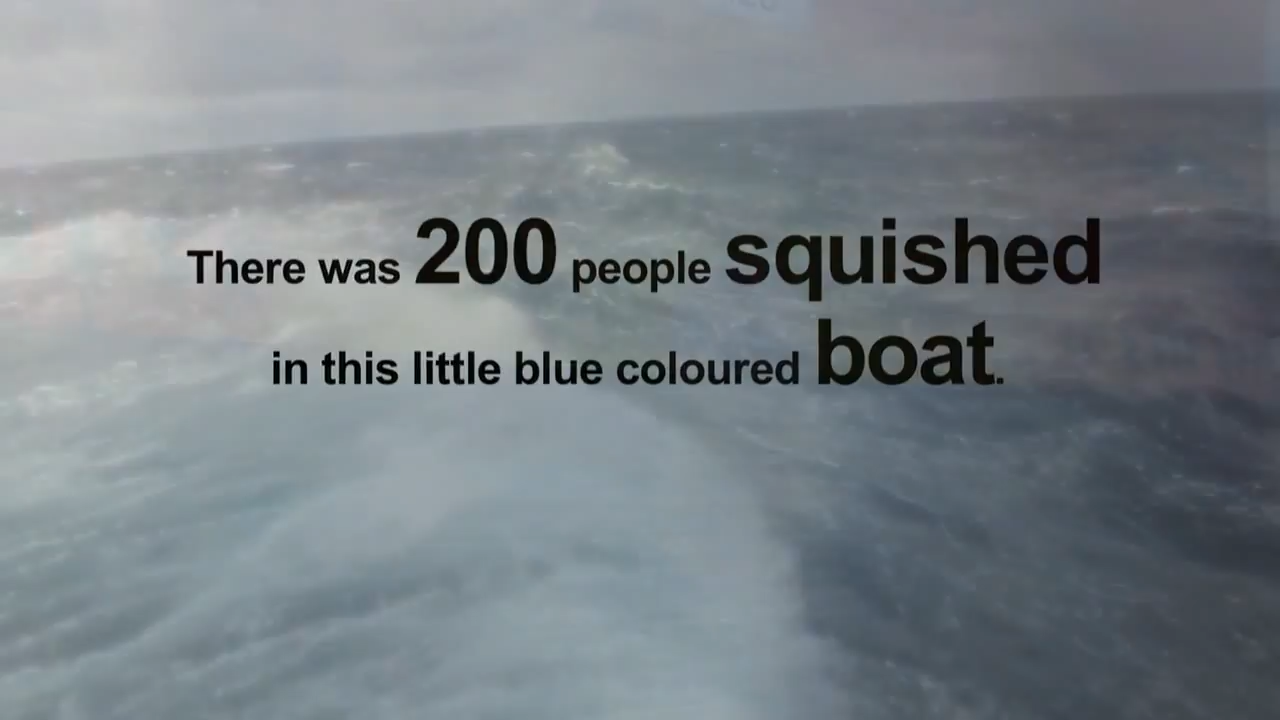 There was 200 people squished
in this little blue coloured boat.